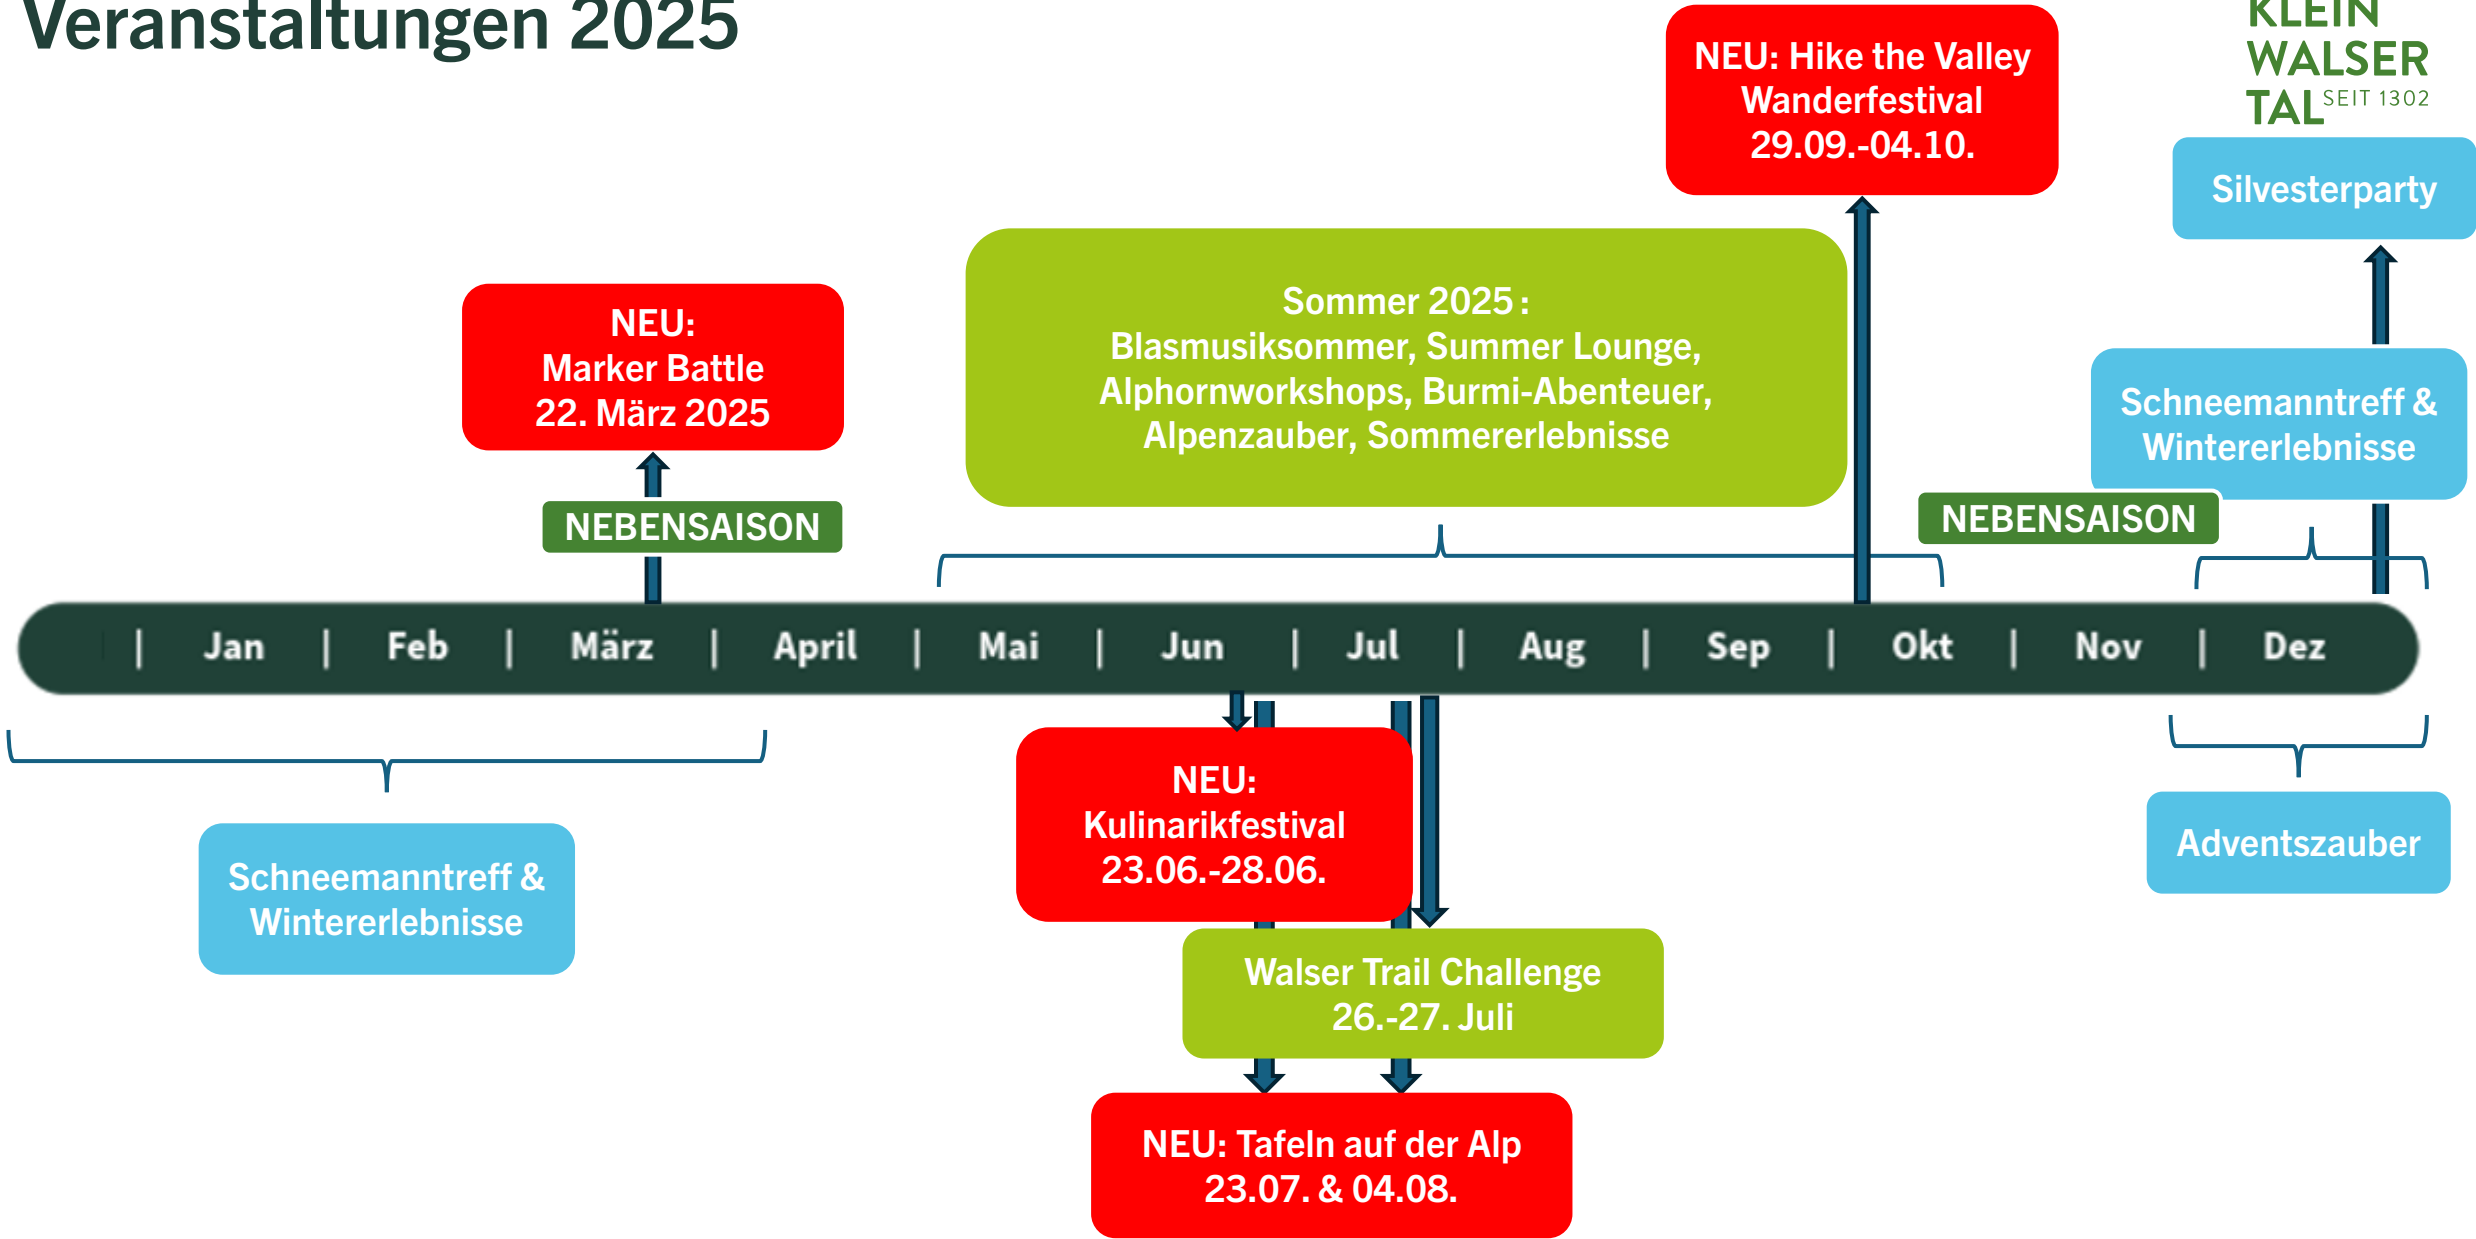 Veranstaltungen 2025
KLEIN
WALSER
TAL SEIT 1302
NEU: Hike the Valley
Wanderfestival
29.09.-04.10.
Silvesterparty
NEU:
Marker Battle
22. März 2025
Sommer 2025:
Blasmusiksommer, Summer Lounge,
Alphornworkshops, Burmi-Abenteuer,
Alpenzauber, Sommererlebnisse
Schneemanntreff &
Wintererlebnisse
NEBENSAISON
NEBENSAISON
| Jan | Feb | März | April | Mai | Jun | Jul | Aug | Sep | Okt | Nov | Dez
NEU:
Kulinarikfestival
23.06.-28.06.
Adventszauber
Schneemanntreff &
Wintererlebnisse
Walser Trail Challenge
26.-27. Juli
NEU: Tafeln auf der Alp
23.07. & 04.08.